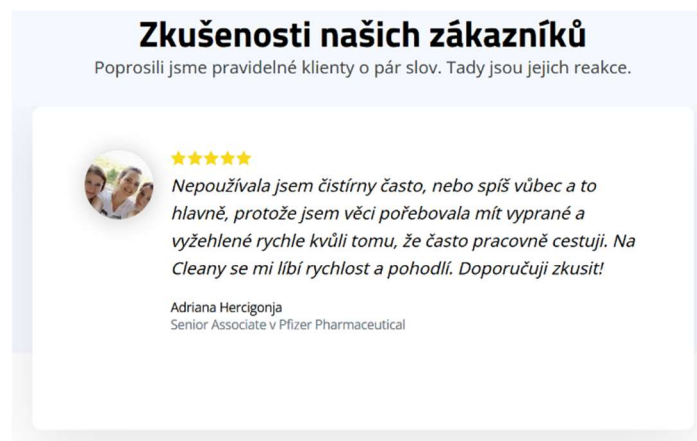 Zkušenosti našich zákazníků
Poprosili jsme pravidelné klienty o pár slov. Tady jsou jejich reakce.
Nepoužívala jsem čistírny často, nebo spíš vůbec a to
hlavně, protože jsem věci pořebovala mít vyprané a
vyžehlené rychle kvůli tomu, že často pracovně cestuji. Na
Cleany se mi líbí rychlost a pohodlí. Doporučuji zkusit!
Adriana Hercigonja
Senior Associate v Pfizer Pharmaceutical